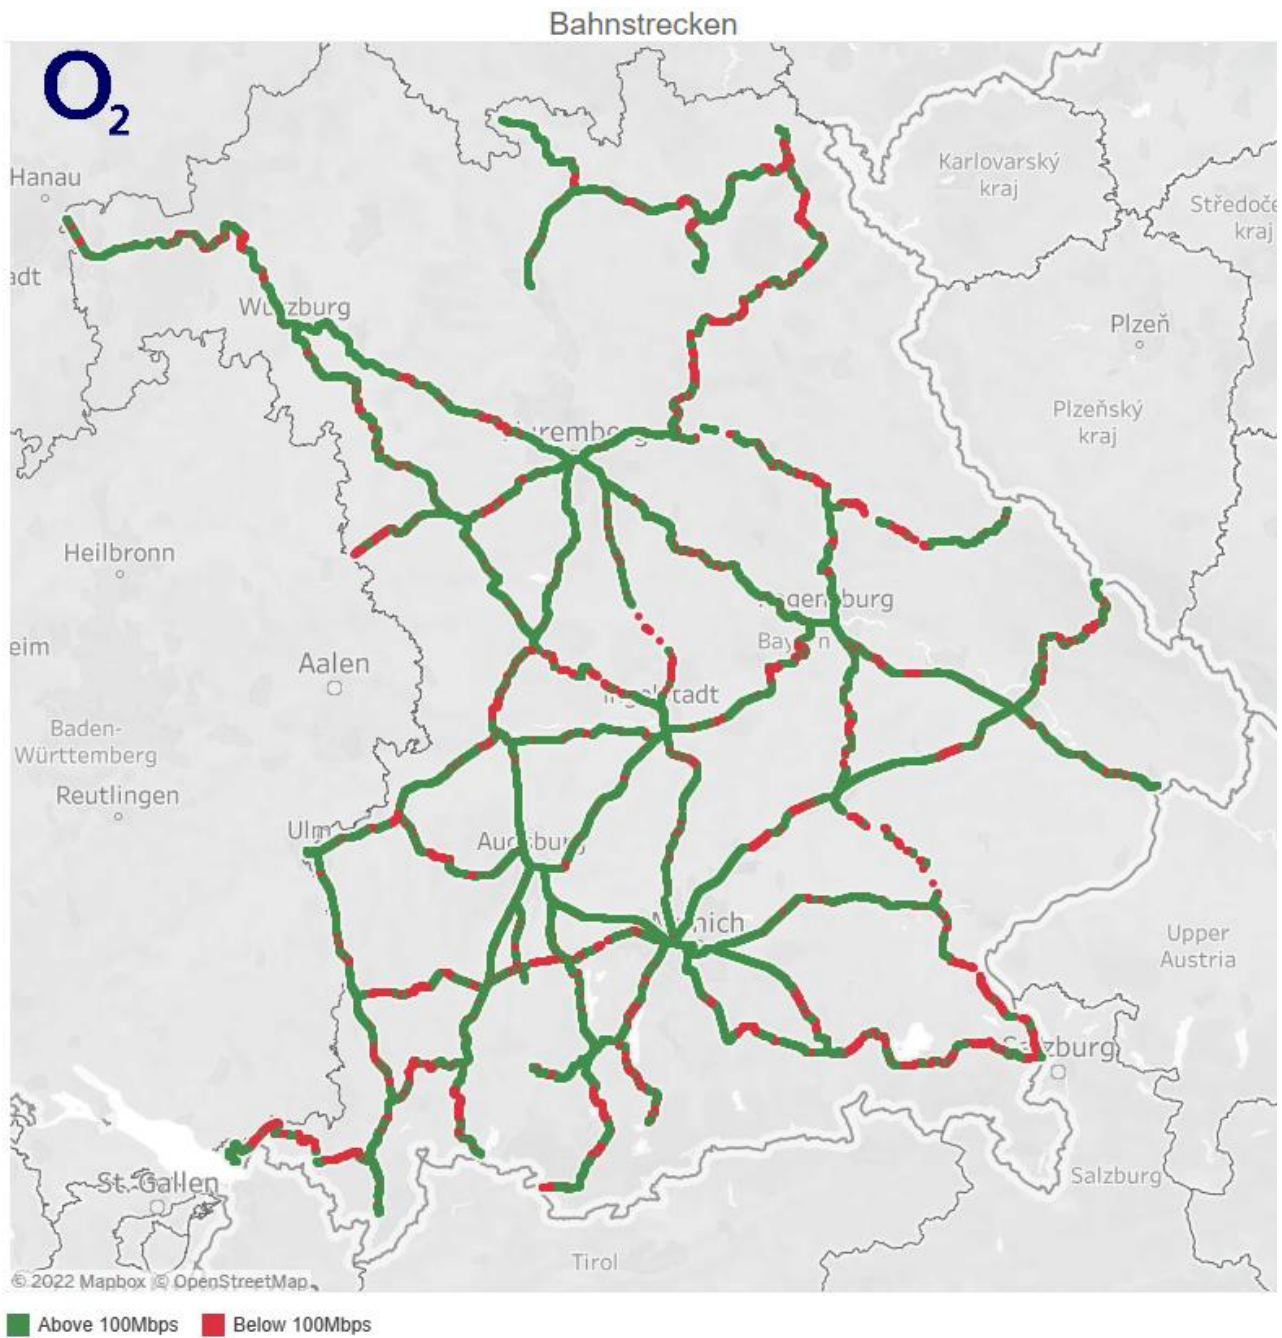 Bahnstrecken
O2
Hanau
Karlovarský
kraj
Středoče
kraj
adt
Plzeň
Plzeňský
kraj
Heilbronn
eim
Aalen
Baden-
Württemberg
Reutlingen
Ulm
Upper
Austria
Salzburg
St. Gallen
Tirol
© 2022 Mapbox © OpenStreetMap
Above 100Mbps
Below 100Mbps